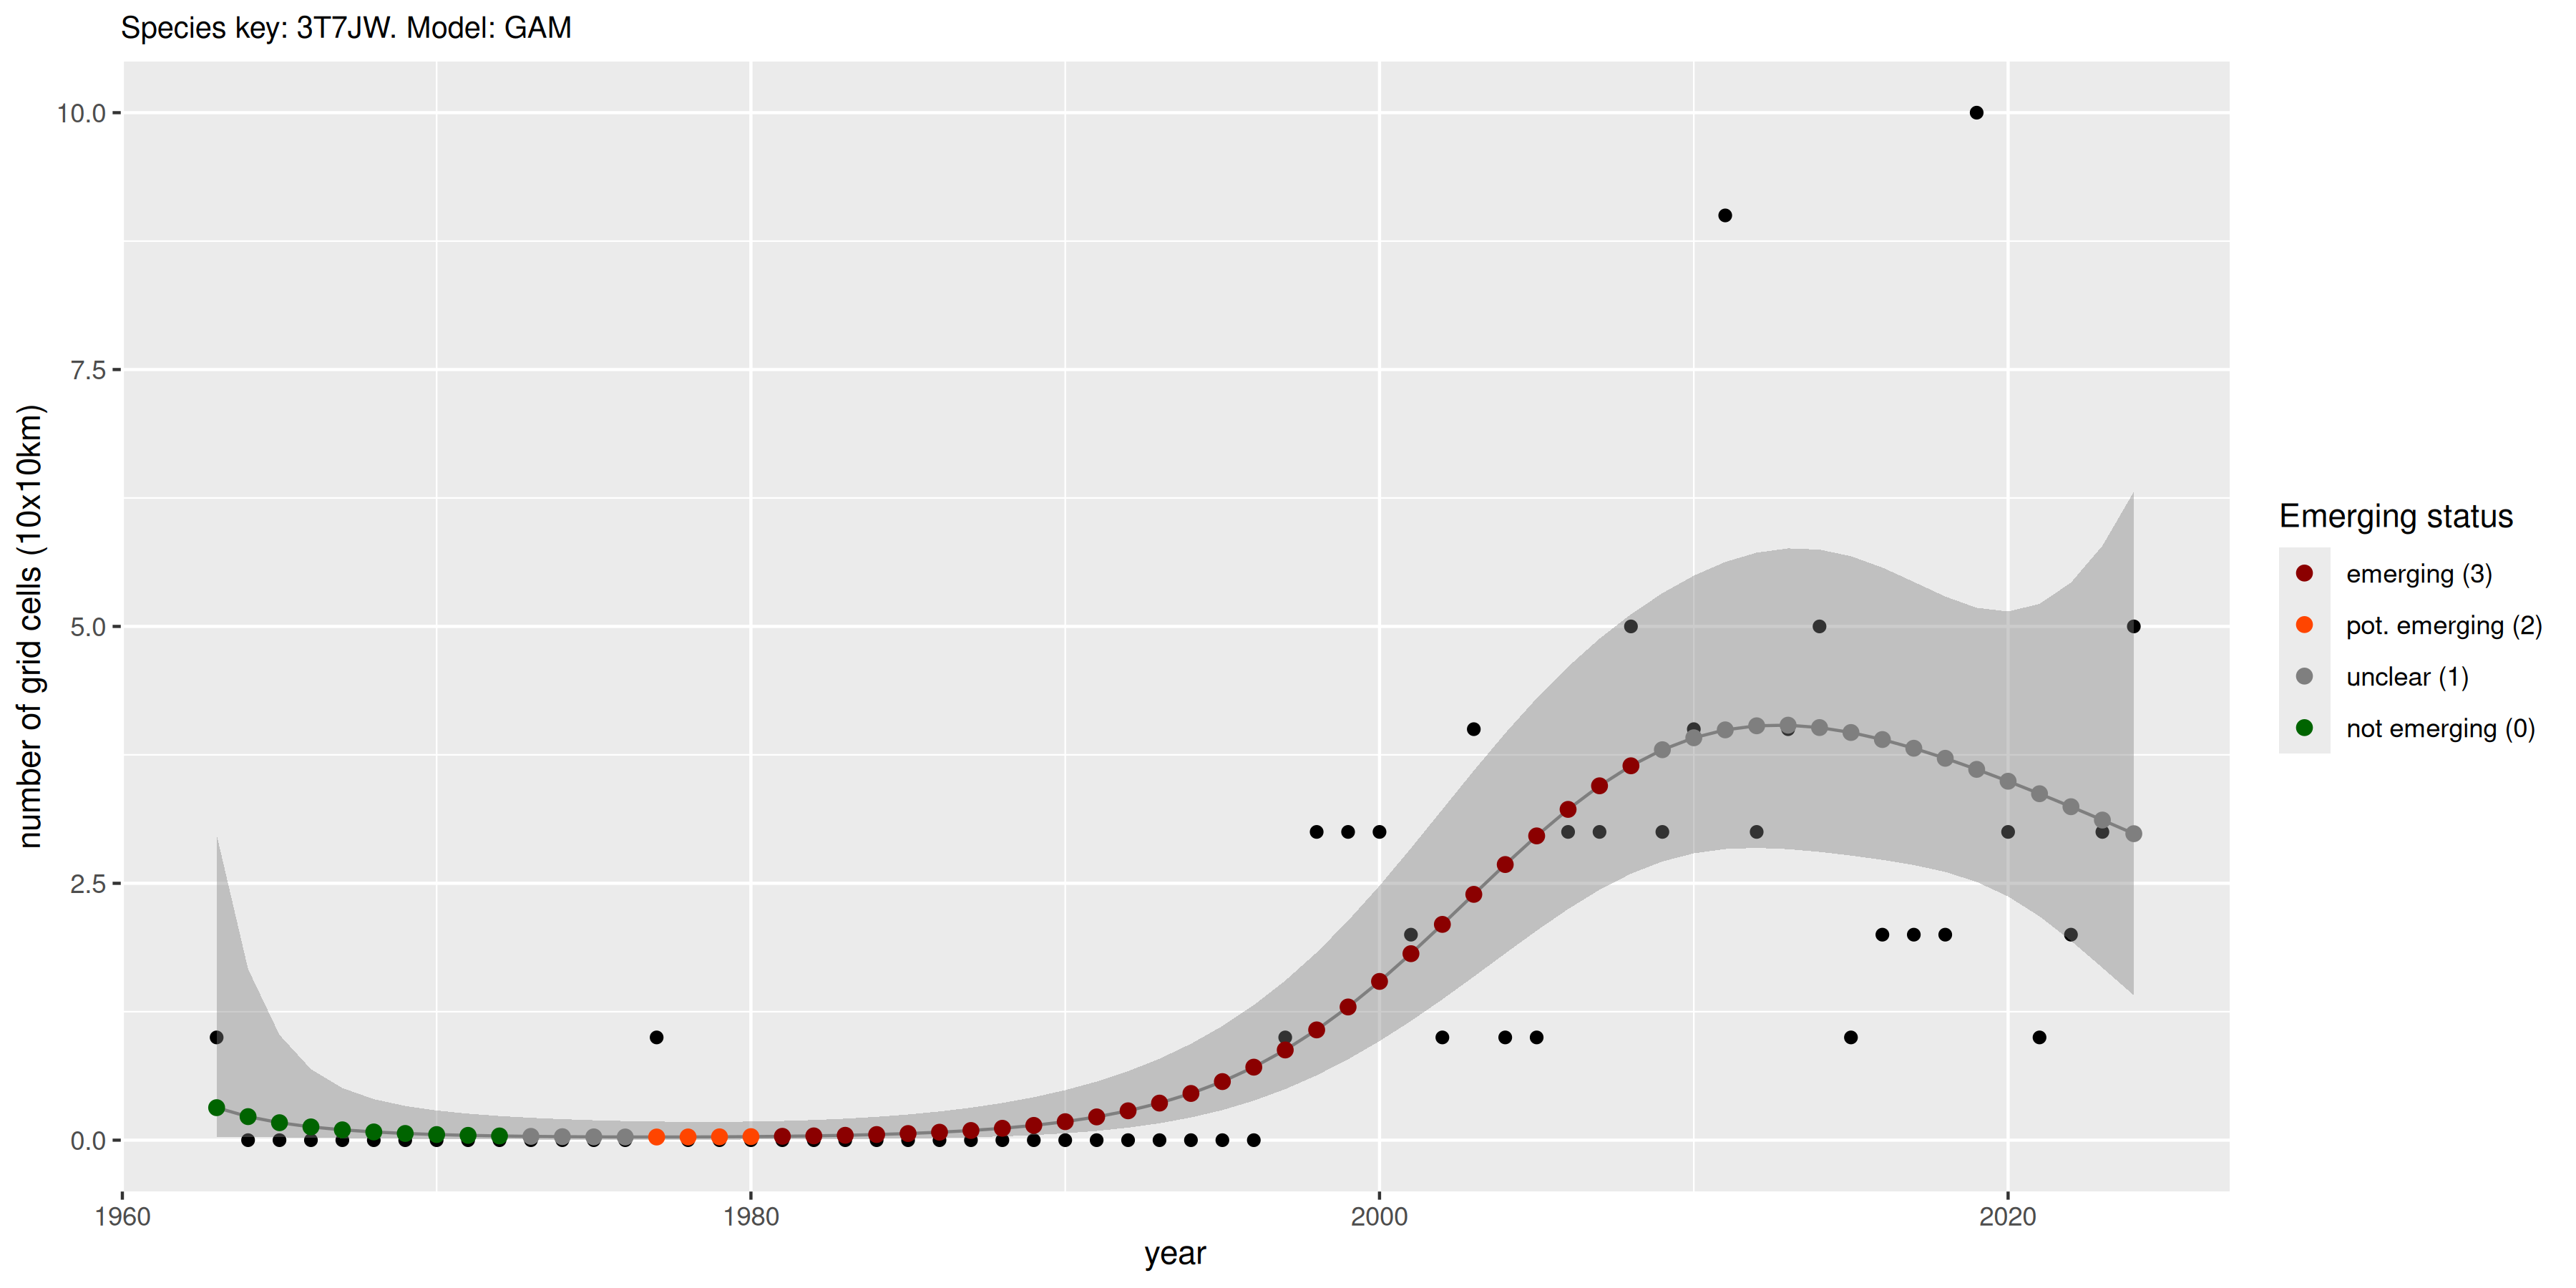 Species key: 3T7JW. Model: GAM
10.0
7.5
5.0
2.5
0.0
number of grid cells (10x10km)
1960
1980
2000
2020
year
Emerging status
emerging (3)
pot. emerging (2)
unclear (1)
not emerging (0)